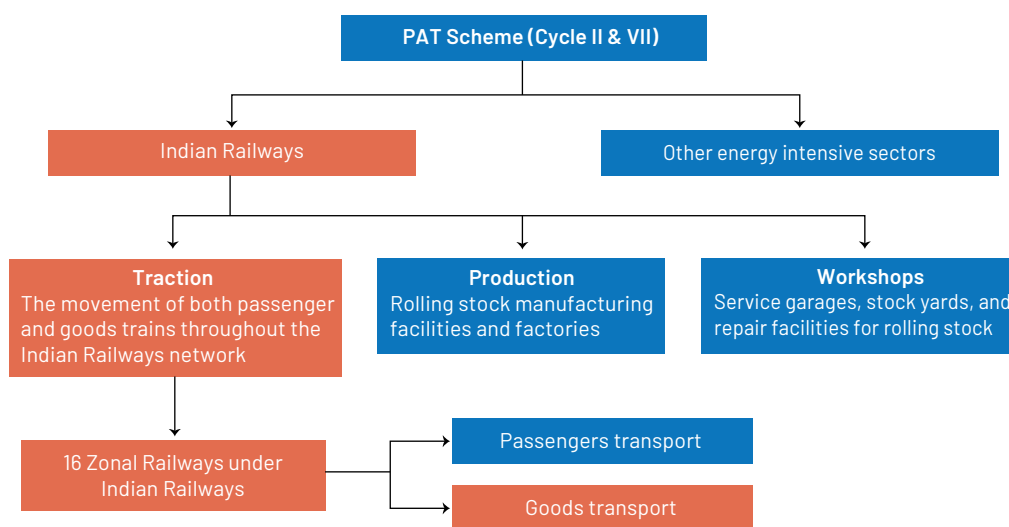 PAT Scheme (Cycle II & VII)
Indian Railways
Other energy intensive sectors
Traction
The movement of both passenger
and goods trains throughout the
Indian Railways network
Production
Rolling stock manufacturing
facilities and factories
Workshops
Service garages, stock yards, and
repair facilities for rolling stock
16 Zonal Railways under
Indian Railways
Passengers transport
Goods transport